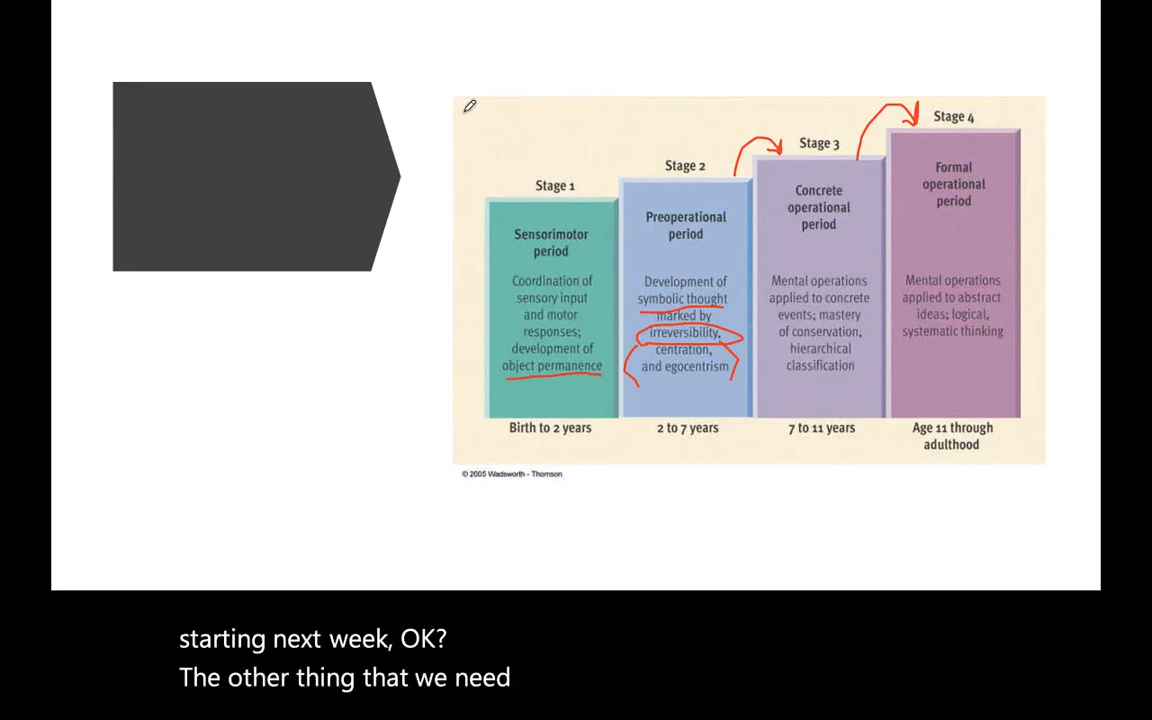 Stage 1
Sensorimotor
period
Coordination of
sensory input
and motor
responses;
development of
object permanence
Birth to 2 years
Stage 2
Preoperational
period
Development of
symbolic thought
marked by
irreversibility,
centration,
and egocentrism
2 to 7 years
Stage 3
Concrete
operational
period
Mental operations
applied to concrete
events; mastery
of conservation,
hierarchical
classification
7 to 11 years
Stage 4
Formal
operational
period
Mental operations
applied to abstract
ideas; logical,
systematic thinking
Age 11 through
adulthood
© 2005 Wadsworth - Thomson
starting next week, OK?
The other thing that we need